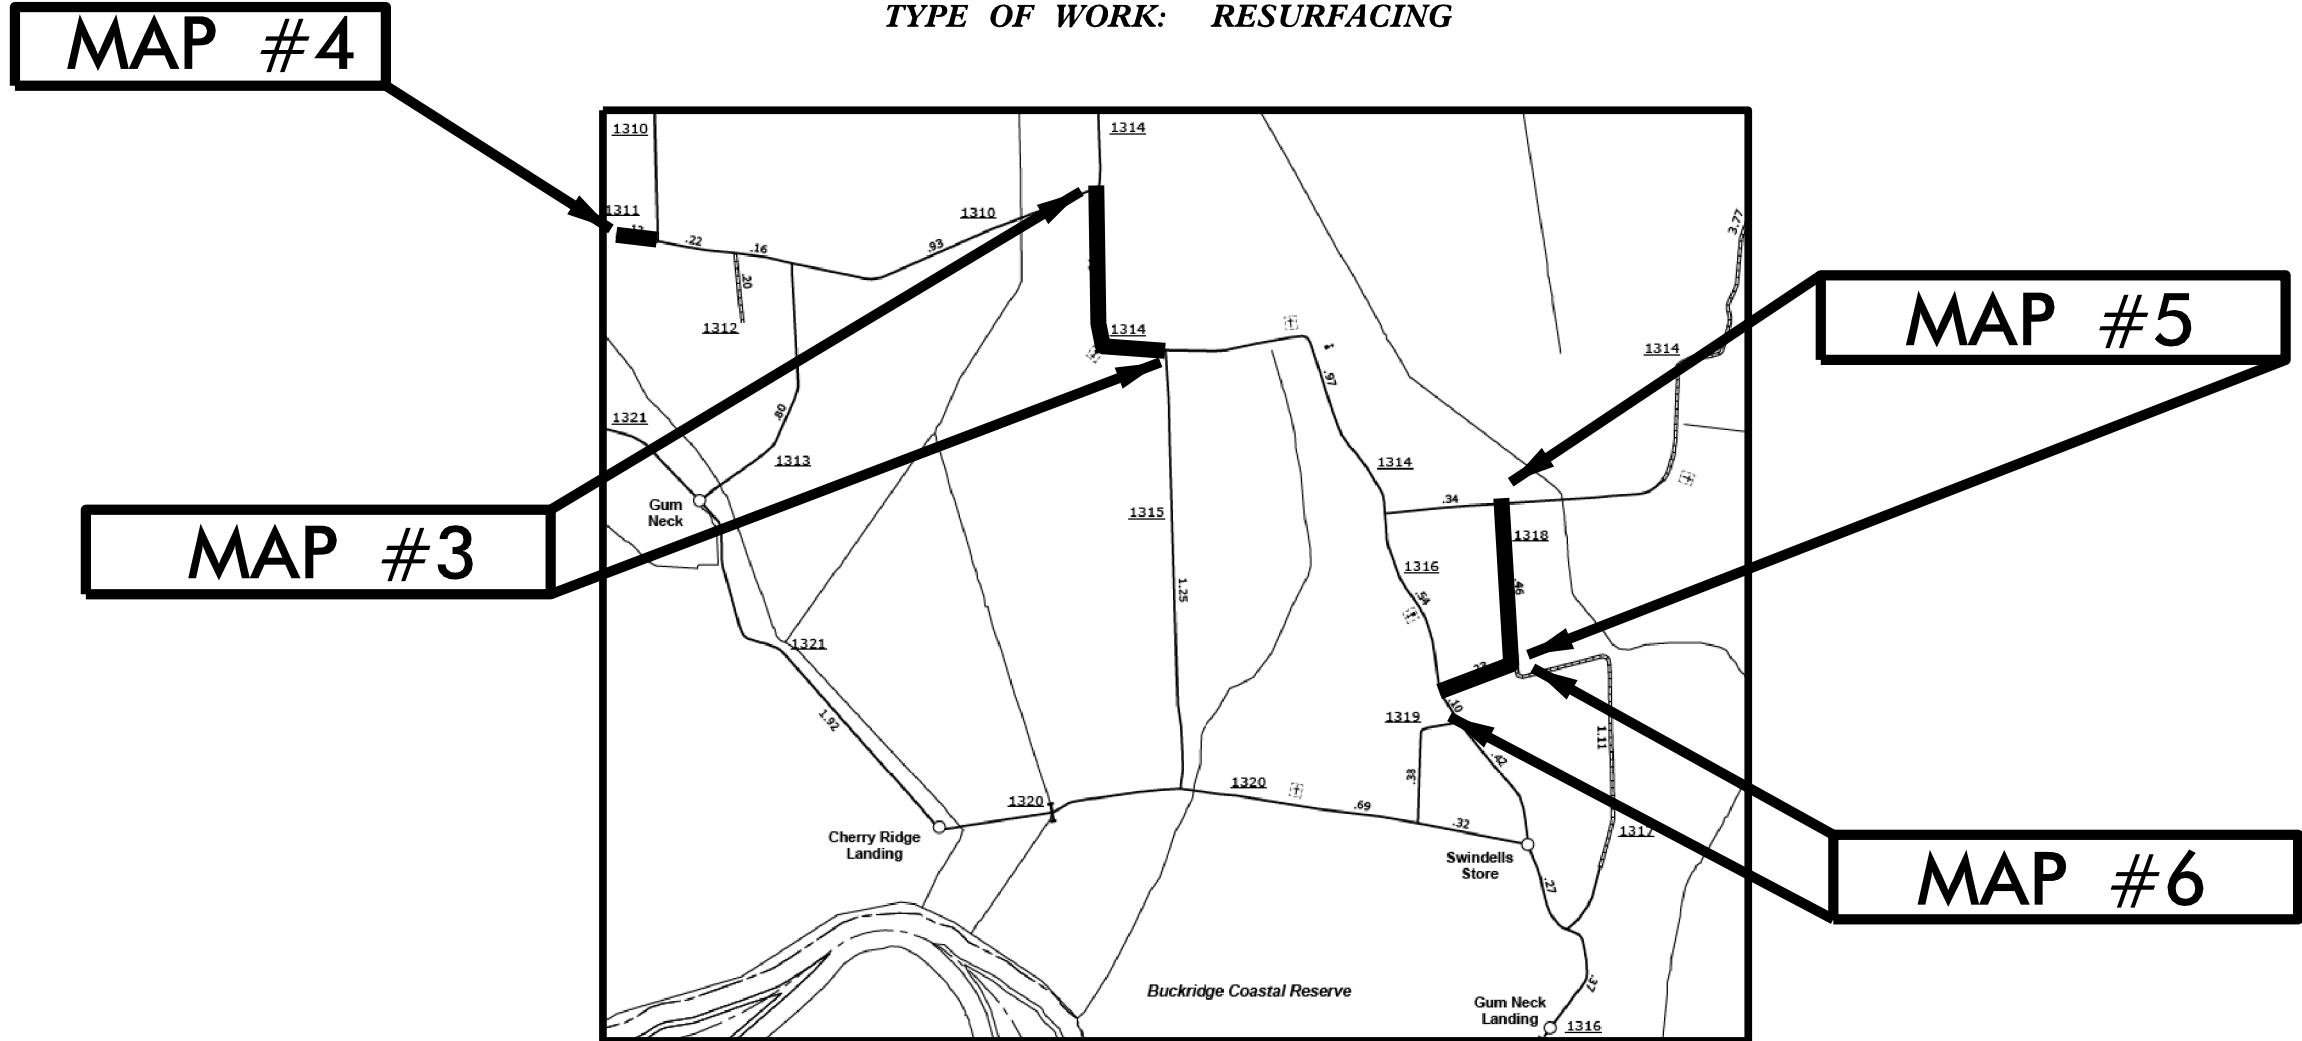 TYPE OF WORK: RESURFACING
MAP #4
1310
1314
1311
1310
.22
.16
.93
3.77
.20
1312
MAP #5
1314
1314
.97
.80
1321
1313
1314
.34
Gum
Neck
1315
1318
MAP #3
1316
1.25
.46
.54
1321
1.92
.10
1319
1.11
.42
.38
1320
1320
.69
.32
1317
Cherry Ridge
Landing
Swindells
Store
MAP #6
.27
.37
Buckridge Coastal Reserve
Gum Neck
Landing
1316